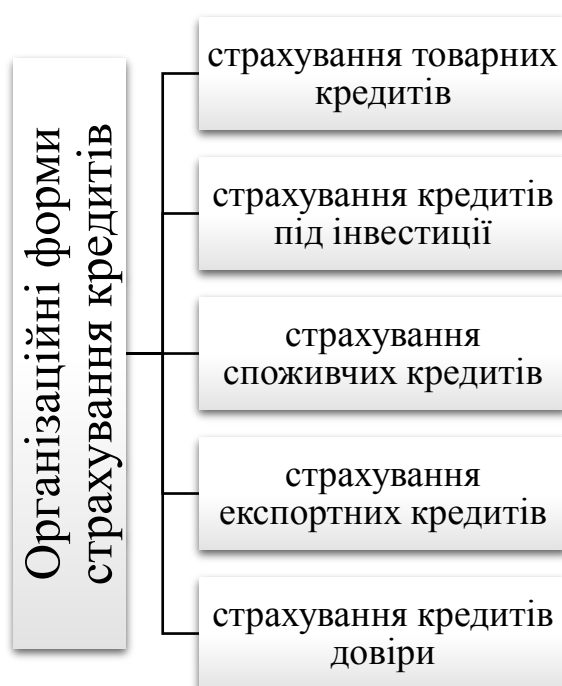 Організаційні форми
страхування кредитів
страхування товарних
кредитів
страхування кредитів
під інвестиції
страхування
споживчих кредитів
страхування
експортних кредитів
страхування кредитів
довіри